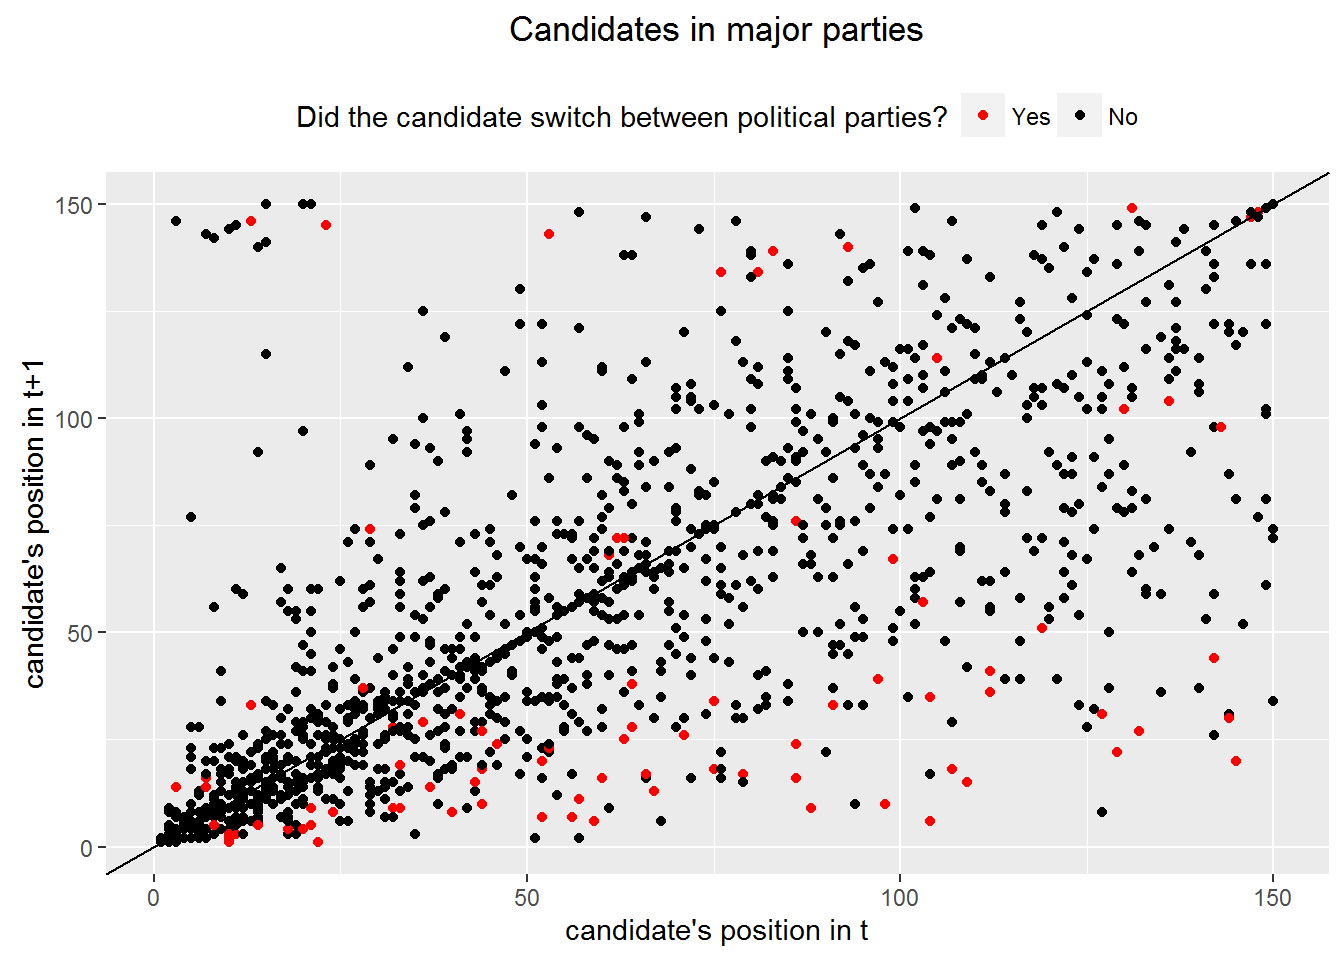 Candidates in major parties
Did the candidate switch between political parties? Yes No
candidate's position in t+1
150
100
50
0
0 50 100 150
candidate's position in t